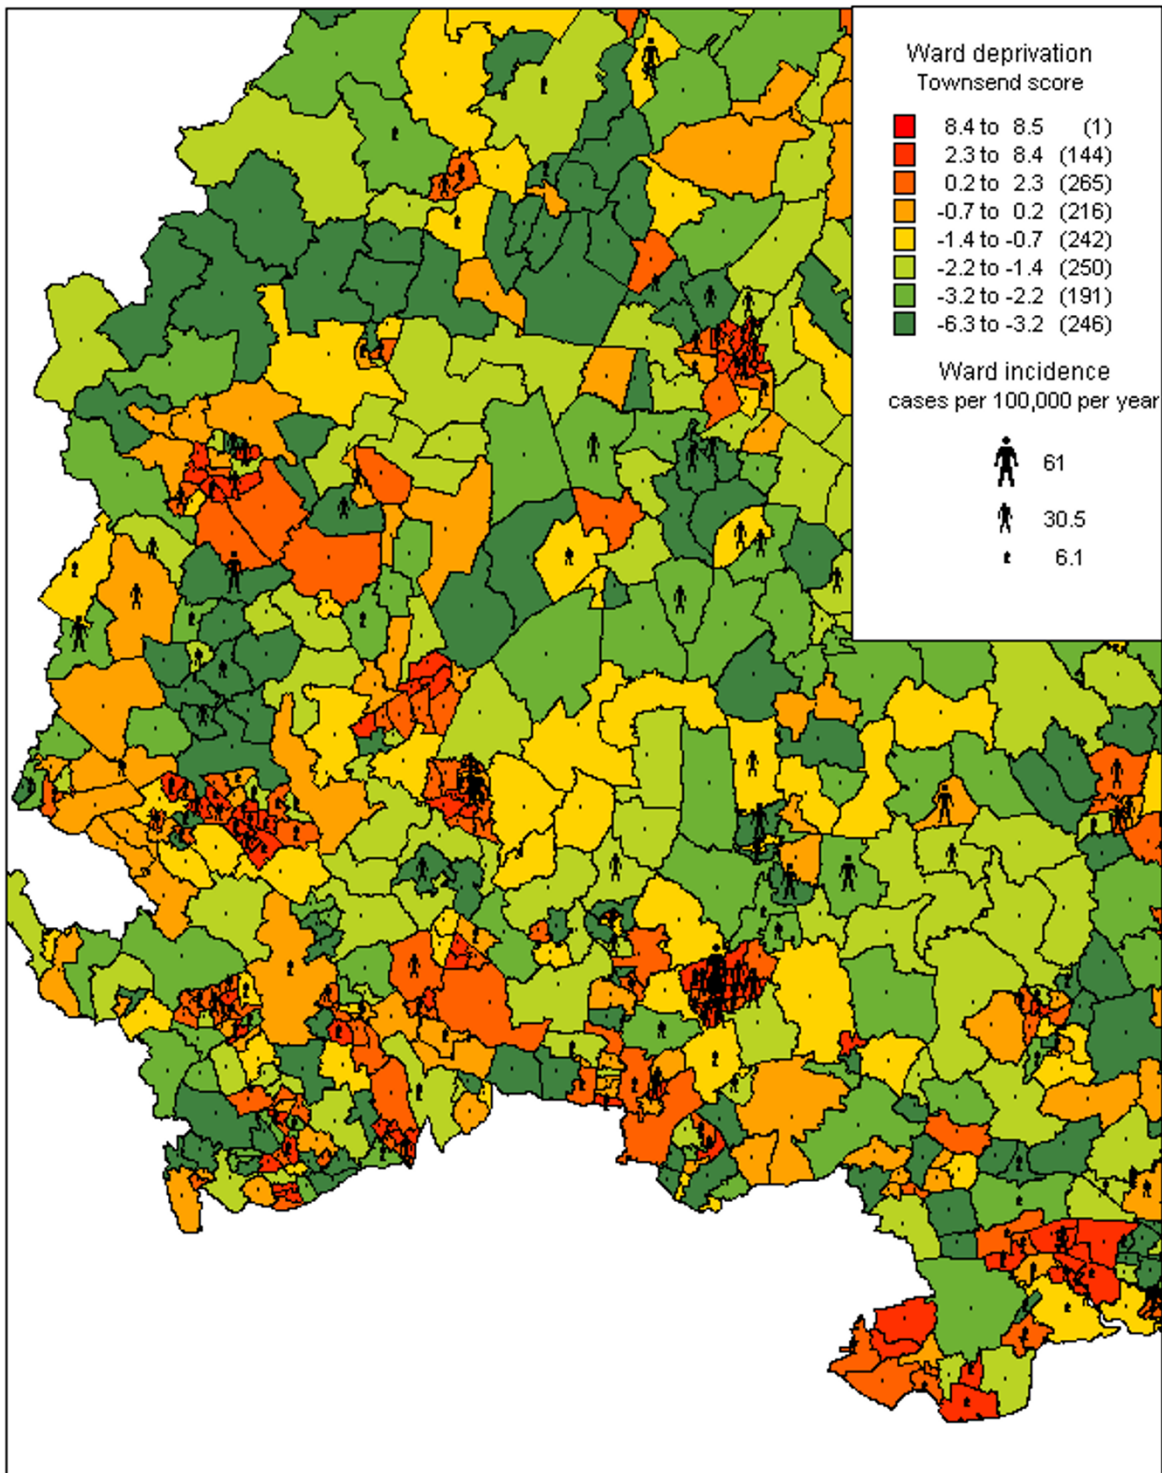 Ward deprivation
Townsend score
8.4 to 8.5 (1)
2.3 to 8.4 (144)
0.2 to 2.3 (265)
-0.7 to 0.2 (216)
-1.4 to -0.7 (242)
-2.2 to -1.4 (250)
-3.2 to -2.2 (191)
-6.3 to -3.2 (246)
Ward incidence
cases per 100,000 per year
61
30.5
6.1